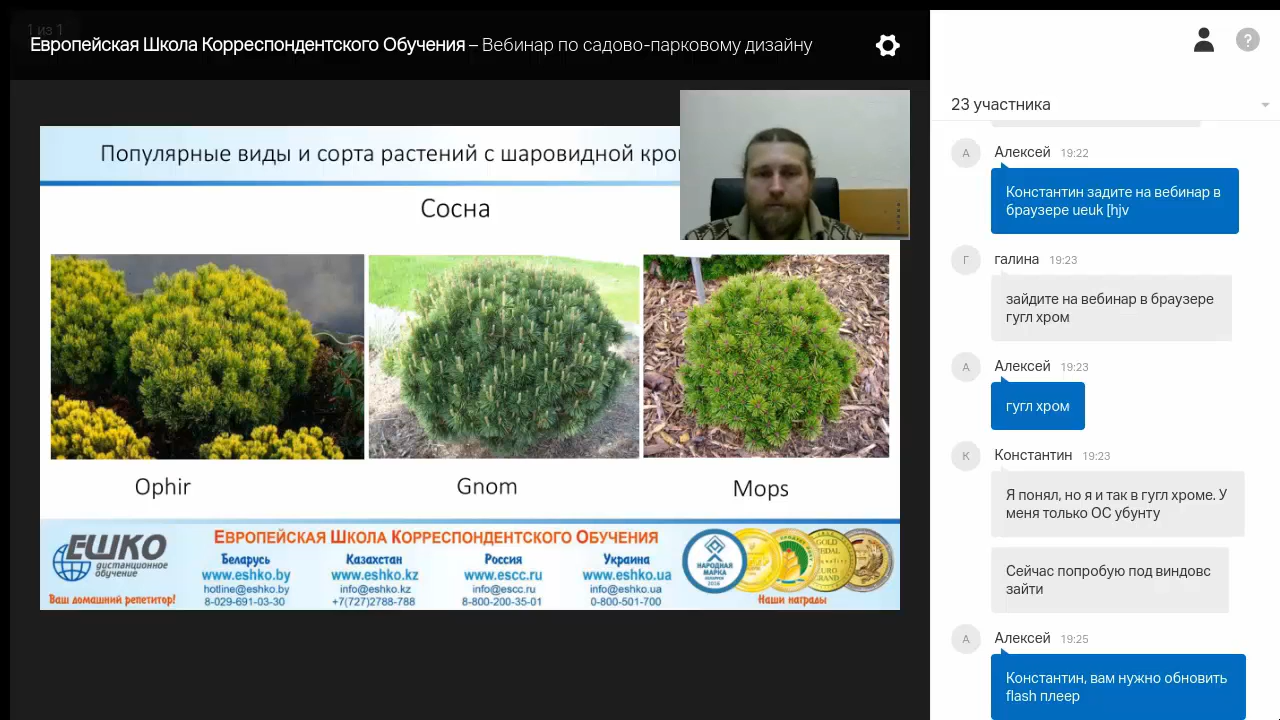 1 из 1
Европейская Школа Корреспондентского Обучения – Вебинар по садово-парковому дизайну
Популярные виды и сорта растений с шаровидной
Сосна
Ophir
Gnom
Mops
ЕШКО
дистанционное
обучение
Ваш домашний репетитор!
Европейская Школа Корреспондентского Обучения
Беларусь
www.eshko.by
hotline@eshko.by
8-029-691-03-30
Казахстан
www.eshko.kz
info@eshko.kz
+7(727)2788-788
Россия
www.escc.ru
info@escc.ru
8-800-200-35-01
Украина
www.eshko.ua
info@eshko.ua
0-800-501-700
НАРОДНАЯ
МАРКА
GOLD
MEDAL
Наши награды
23 участника
А
Алексей 19:22
Константин задите на вебинар в
браузере ueuk [hjv
Г
галина 19:23
зайдите на вебинар в браузере
гугл хром
А
Алексей 19:23
гугл хром
К
Константин 19:23
Я понял, но я и так в гугл хроме. У
меня только ОС убунту
Сейчас попробую под виндовс
зайти
А
Алексей 19:25
Константин, вам нужно обновить
flash плеер